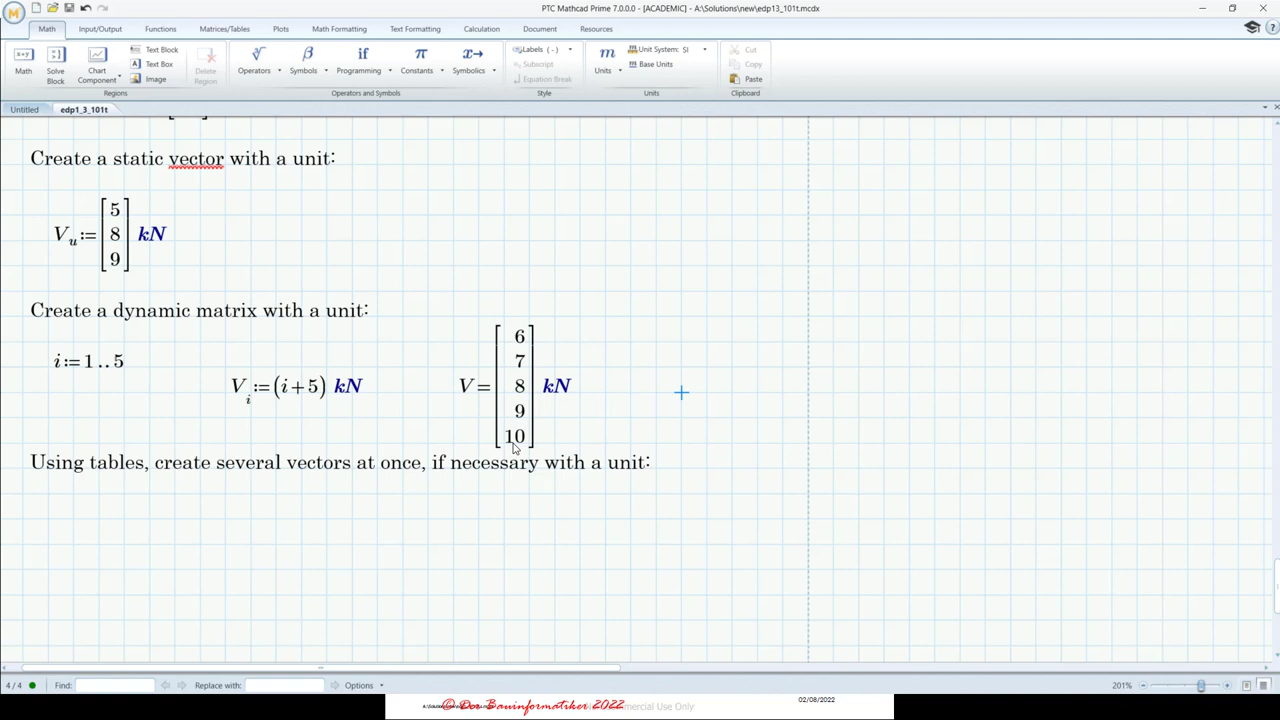 PTC Mathcad Prime 7.0.0.0 - [ACADEMIC] - A:\Solutions\new\edp13_101t.mcdx
Math Input/Output Functions Matrices/Tables Plots Math Formatting Text Formatting Calculation Document Resources
Math
Solve Block
Chart Component
Text Block
Text Box
Image
Delete Region
Operators
Symbols
Programming
Constants
Symbolics
Labels ( - )
Subscript
Equation Break
Units
Unit System: SI
Base Units
Cut
Copy
Paste
Regions Operators and Symbols Style Units Clipboard
Untitled edp1_3_101t
Create a static vector with a unit:
V_u := [5 8 9] kN
Create a dynamic matrix with a unit:
i := 1 .. 5
V_i := (i + 5) kN
V = [6 7 8 9 10] kN
Using tables, create several vectors at once, if necessary with a unit:
4 / 4 Find: Replace with: Options 201%
© Der Bauinformatiker 2022
02/08/2022